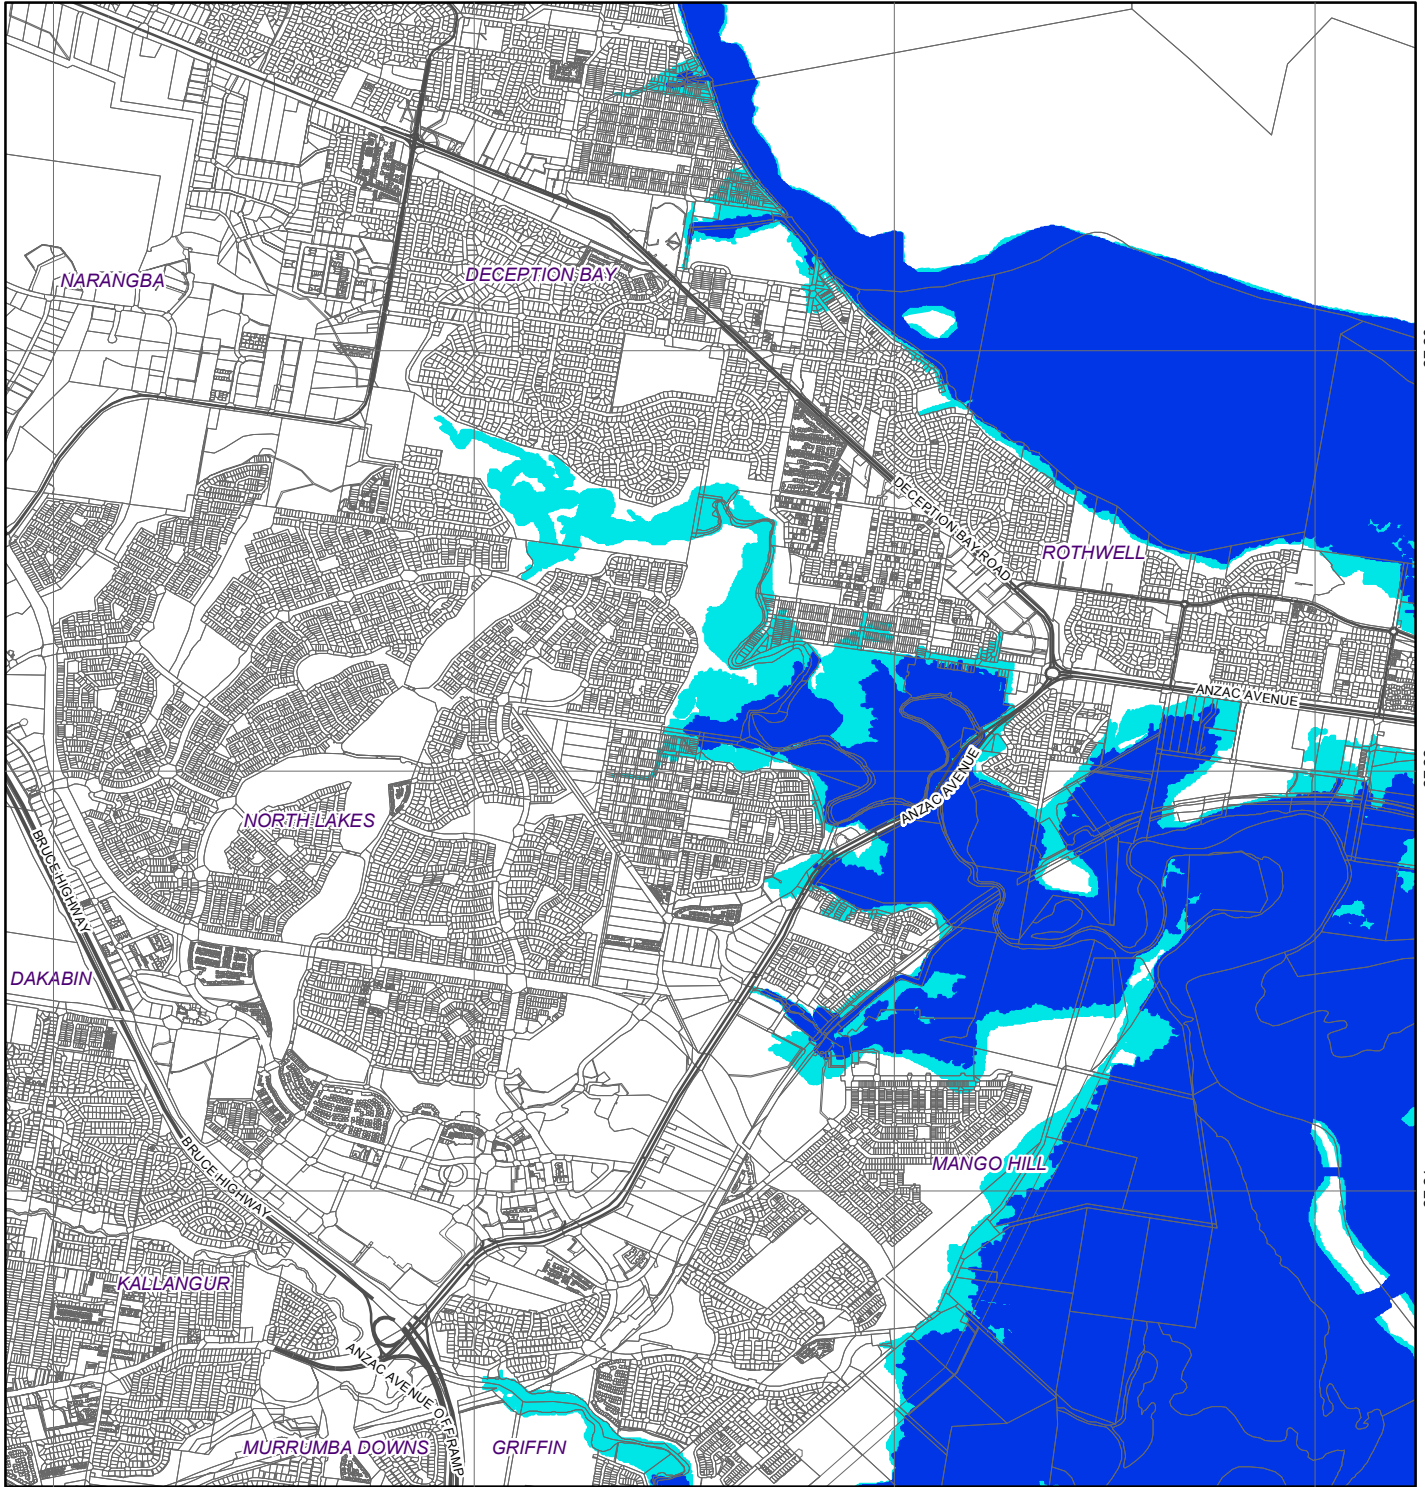 NARANGBA
DECEPTION BAY
DECEPTION BAY ROAD
ROTHWELL
ANZAC AVENUE
ANZAC AVENUE
NORTH LAKES
BRUCE HIGHWAY
DAKABIN
BRUCE HIGHWAY
MANGO HILL
KALLANGUR
ANZAC AVENUE OFF RAMP
MURRUMBA DOWNS
GRIFFIN